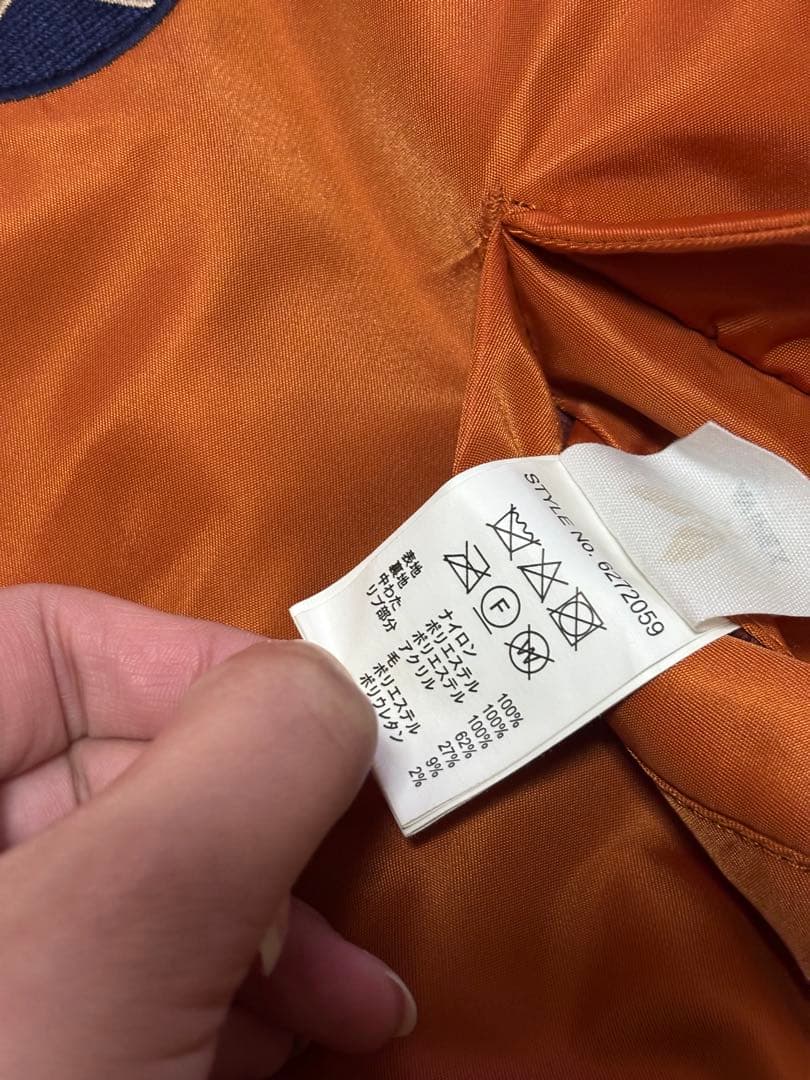 STYLE NO. 6272059
F W
表地 ナイロン 100%
裏地 ポリエステル 100%
中わた ポリエステル 100%
リブ部分 アクリル 62%
毛 27%
ポリエステル 9%
ポリウレタン 2%